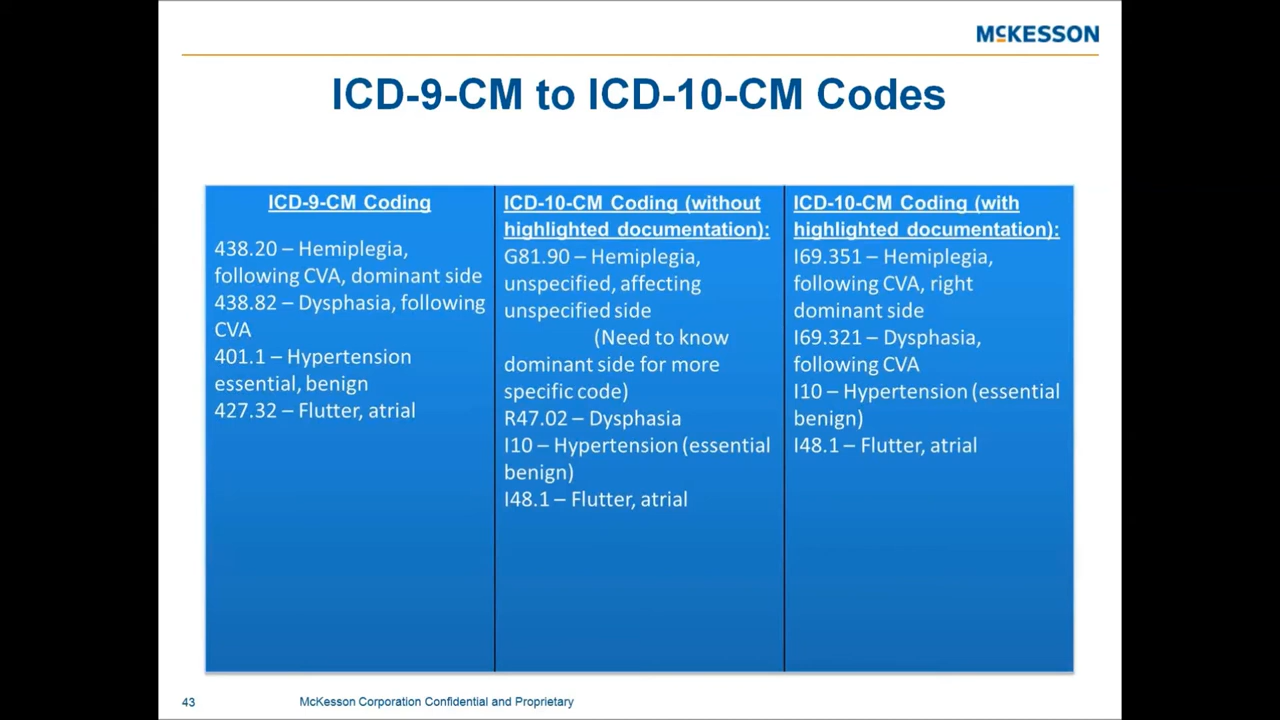 McKESSON
ICD-9-CM to ICD-10-CM Codes
ICD-9-CM Coding
438.20 – Hemiplegia,
following CVA, dominant side
438.82 – Dysphasia, following
CVA
401.1 – Hypertension
essential, benign
427.32 – Flutter, atrial
ICD-10-CM Coding (without
highlighted documentation):
G81.90 – Hemiplegia,
unspecified, affecting
unspecified side
(Need to know
dominant side for more
specific code)
R47.02 – Dysphasia
I10 – Hypertension (essential
benign)
I48.1 – Flutter, atrial
ICD-10-CM Coding (with
highlighted documentation):
I69.351 – Hemiplegia,
following CVA, right
dominant side
I69.321 – Dysphasia,
following CVA
I10 – Hypertension (essential
benign)
I48.1 – Flutter, atrial
43
McKesson Corporation Confidential and Proprietary